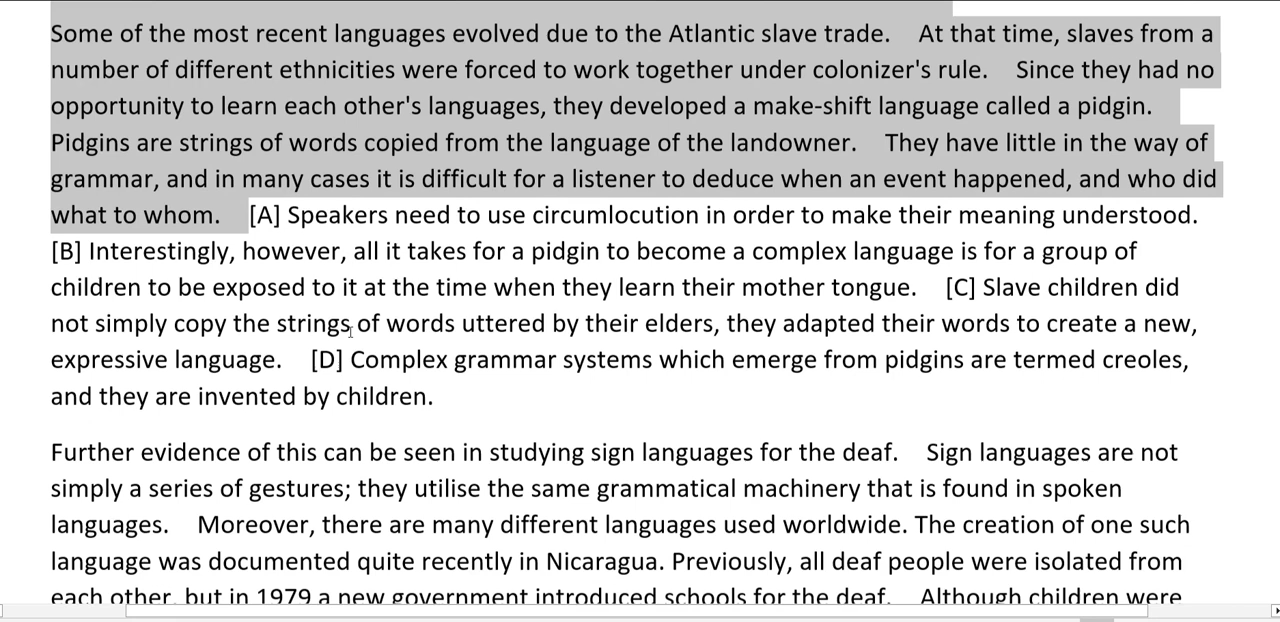 Some of the most recent languages evolved due to the Atlantic slave trade. At that time, slaves from a
number of different ethnicities were forced to work together under colonizer's rule. Since they had no
opportunity to learn each other's languages, they developed a make-shift language called a pidgin.
Pidgins are strings of words copied from the language of the landowner. They have little in the way of
grammar, and in many cases it is difficult for a listener to deduce when an event happened, and who did
what to whom. [A] Speakers need to use circumlocution in order to make their meaning understood.
[B] Interestingly, however, all it takes for a pidgin to become a complex language is for a group of
children to be exposed to it at the time when they learn their mother tongue. [C] Slave children did
not simply copy the strings of words uttered by their elders, they adapted their words to create a new,
expressive language. [D] Complex grammar systems which emerge from pidgins are termed creoles,
and they are invented by children.
Further evidence of this can be seen in studying sign languages for the deaf. Sign languages are not
simply a series of gestures; they utilise the same grammatical machinery that is found in spoken
languages. Moreover, there are many different languages used worldwide. The creation of one such
language was documented quite recently in Nicaragua. Previously, all deaf people were isolated from
each other, but in 1979 a new government introduced schools for the deaf. Although children were